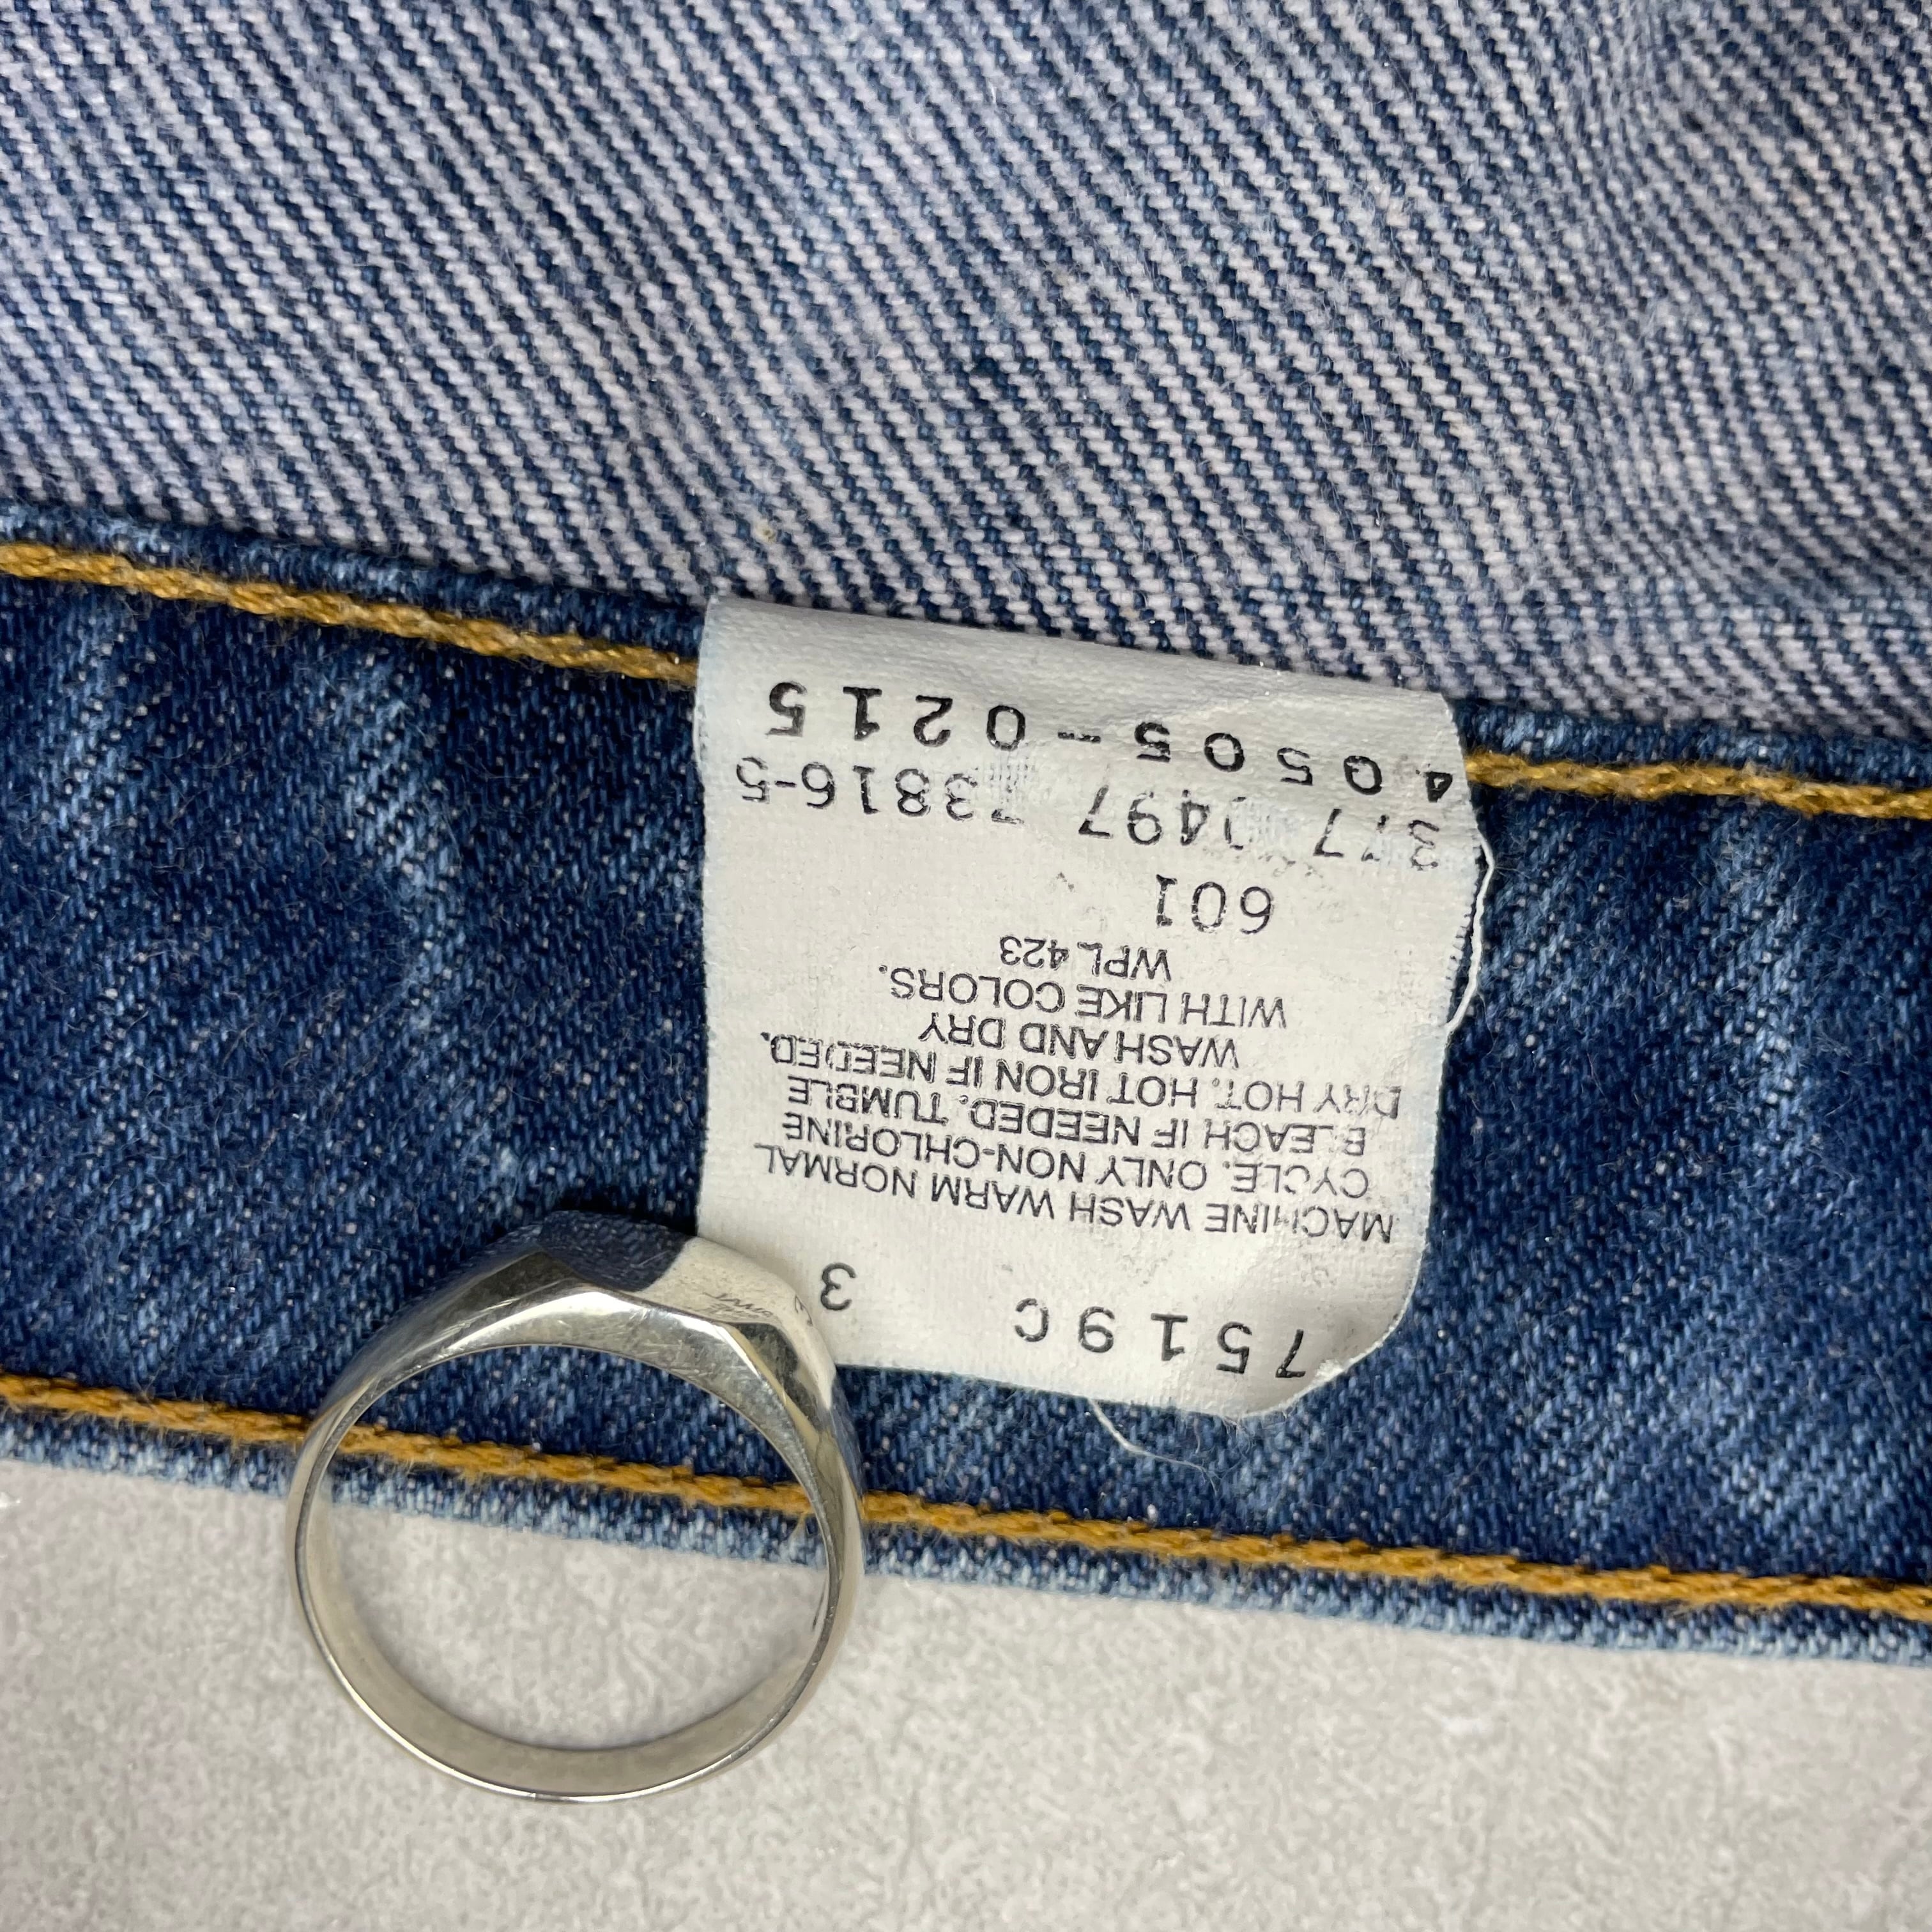 7519C 3
MACHINE WASH WARM NORMAL
CYCLE. ONLY NON-CHLORINE
BLEACH IF NEEDED. TUMBLE
DRY HOT. HOT IRON IF NEEDED.
WASH AND DRY
WITH LIKE COLORS.
WPL 423
601
377 0497 73816-5
40505-0215